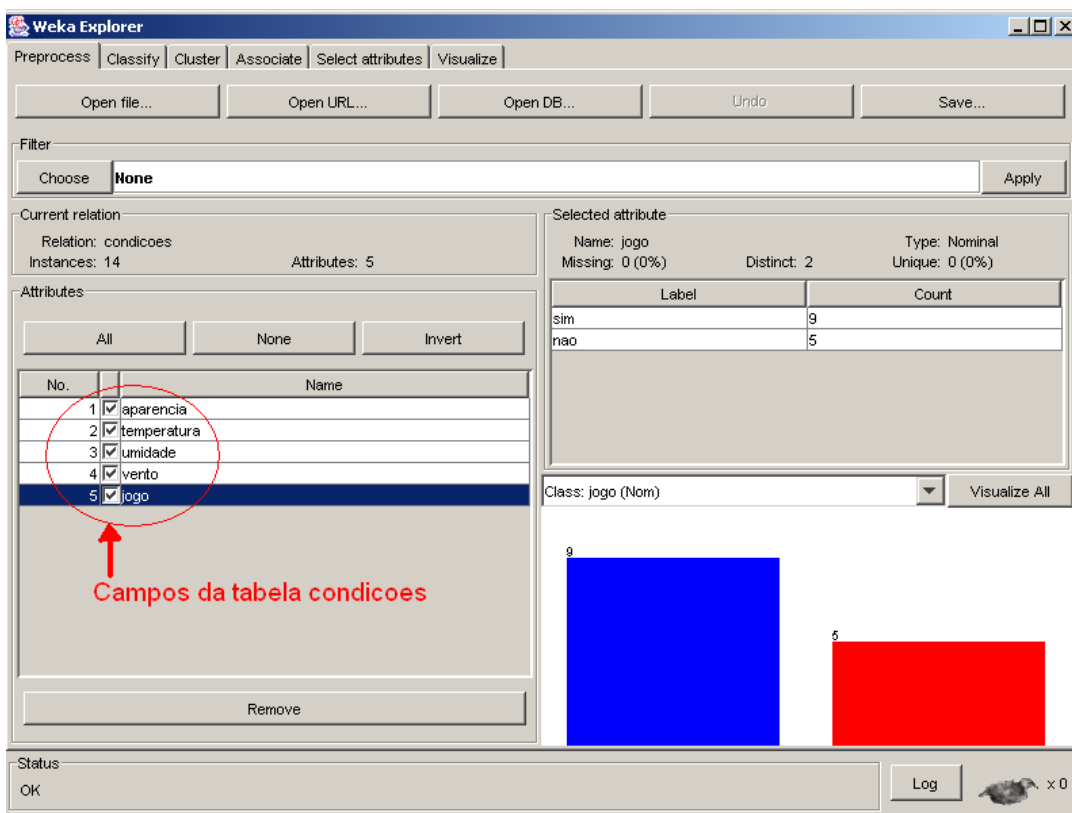 Weka Explorer
Preprocess Classify Cluster Associate Select attributes Visualize
Open file... Open URL... Open DB... Undo Save...
Filter
Choose None Apply
Current relation
Relation: condicoes
Instances: 14 Attributes: 5
Attributes
All None Invert
No. Name
1 aparencia
2 temperatura
3 umidade
4 vento
5 jogo
Campos da tabela condicoes
Remove
Selected attribute
Name: jogo Type: Nominal
Missing: 0 (0%) Distinct: 2 Unique: 0 (0%)
Label Count
sim 9
nao 5
Class: jogo (Nom) Visualize All
9
5
Status
OK
Log x 0